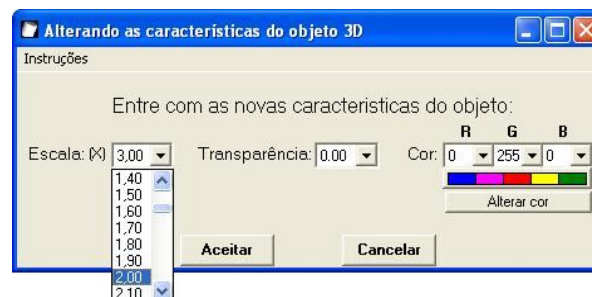 Alterando as características do objeto 3D
Instruções
Entre com as novas caracteristicas do objeto:
R G B
Escala: (X) 3,00 Transparência: 0.00 Cor: 0 255 0
1,40
1,50
1,60
Alterar cor
1,70
1,80
Aceitar Cancelar
1,90
2,00
2,10